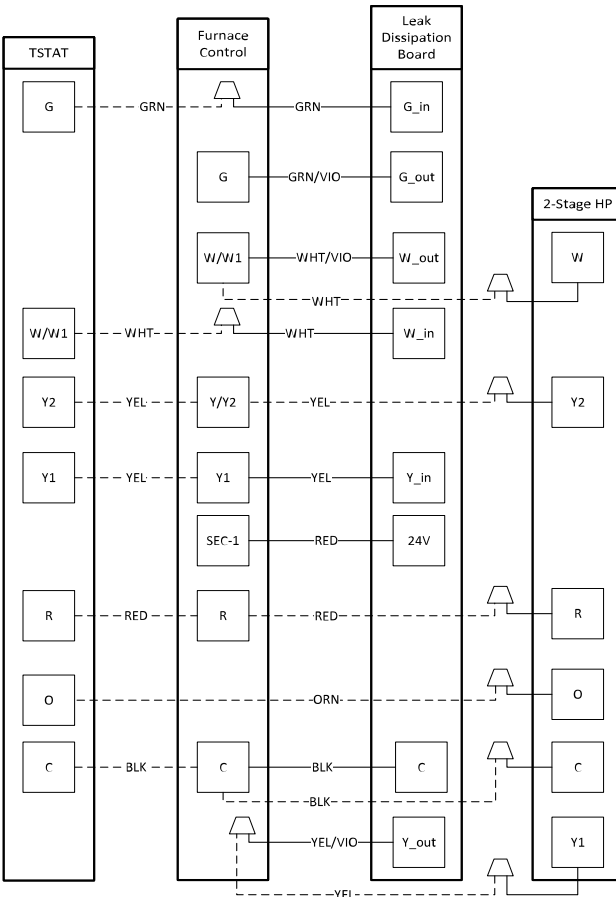 TSTAT
Furnace
Control
Leak
Dissipation
Board
2-Stage HP
G
GRN
GRN
G_in
G
GRN/VIO
G_out
W/W1
WHT/VIO
W_out
W
WHT
W/W1
WHT
WHT
W_in
Y2
YEL
Y/Y2
YEL
Y2
Y1
YEL
Y1
YEL
Y_in
SEC-1
RED
24V
R
RED
R
RED
R
O
ORN
O
C
BLK
C
BLK
C
C
BLK
YEL/VIO
Y_out
Y1
YEL